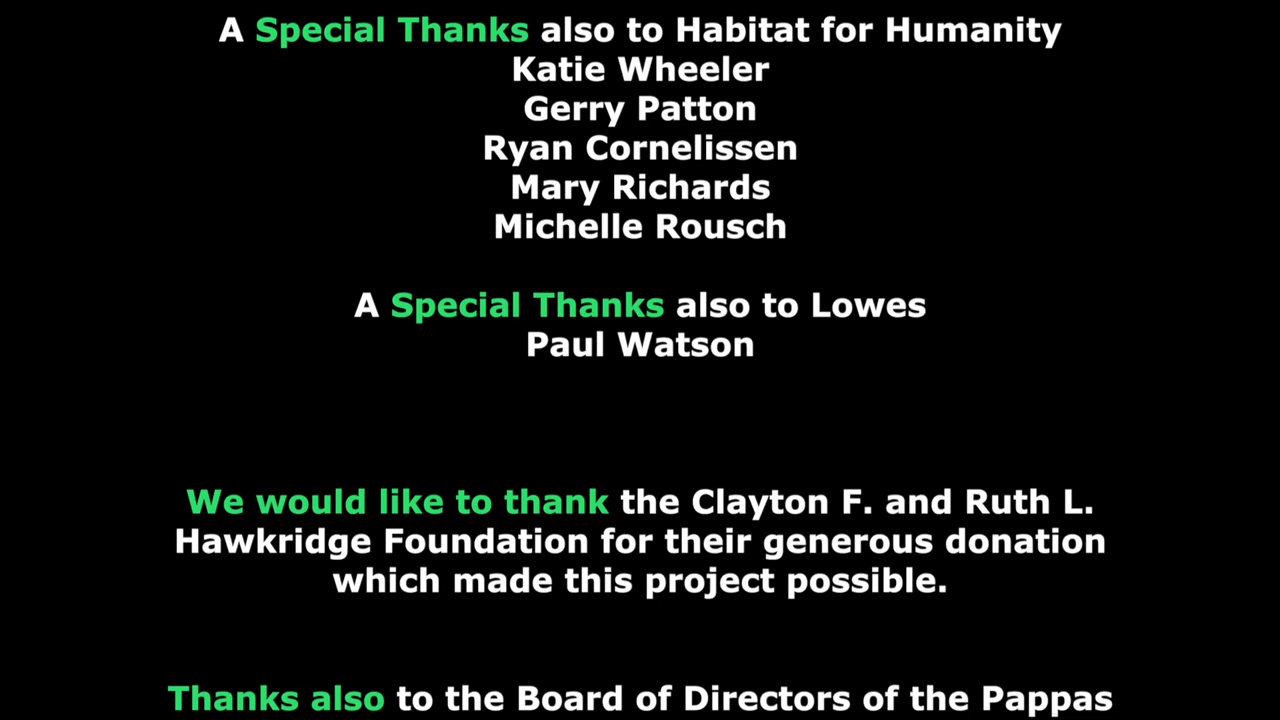 A Special Thanks also to Habitat for Humanity
Katie Wheeler
Gerry Patton
Ryan Cornelissen
Mary Richards
Michelle Rousch
A Special Thanks also to Lowes
Paul Watson
We would like to thank the Clayton F. and Ruth L.
Hawkridge Foundation for their generous donation
which made this project possible.
Thanks also to the Board of Directors of the Pappas